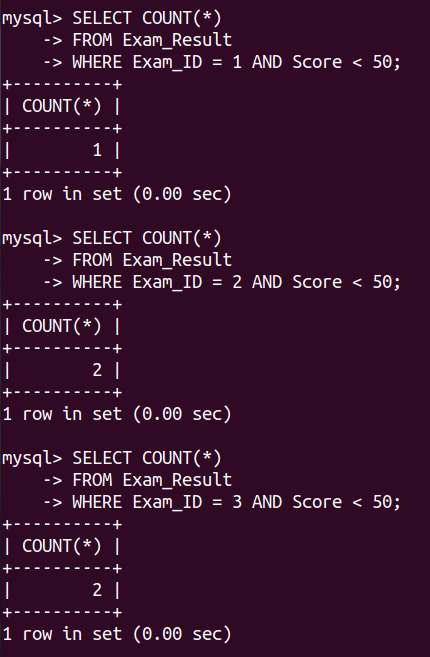 mysql> SELECT COUNT(*)
    -> FROM Exam_Result
    -> WHERE Exam_ID = 1 AND Score < 50;
+----------+
| COUNT(*) |
+----------+
|        1 |
+----------+
1 row in set (0.00 sec)

mysql> SELECT COUNT(*)
    -> FROM Exam_Result
    -> WHERE Exam_ID = 2 AND Score < 50;
+----------+
| COUNT(*) |
+----------+
|        2 |
+----------+
1 row in set (0.00 sec)

mysql> SELECT COUNT(*)
    -> FROM Exam_Result
    -> WHERE Exam_ID = 3 AND Score < 50;
+----------+
| COUNT(*) |
+----------+
|        2 |
+----------+
1 row in set (0.00 sec)